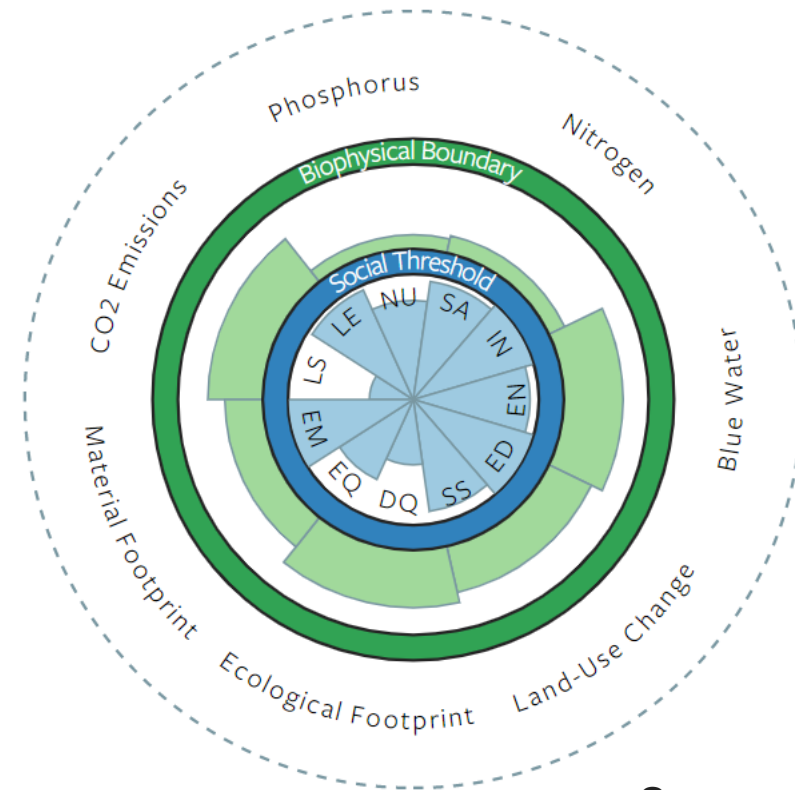 Phosphorus
Nitrogen
Blue Water
Land-Use Change
Ecological Footprint
Material Footprint
CO2 Emissions
Biophysical Boundary
Social Threshold
NU
SA
IN
EN
ED
SS
DQ
EQ
EM
LS
LE